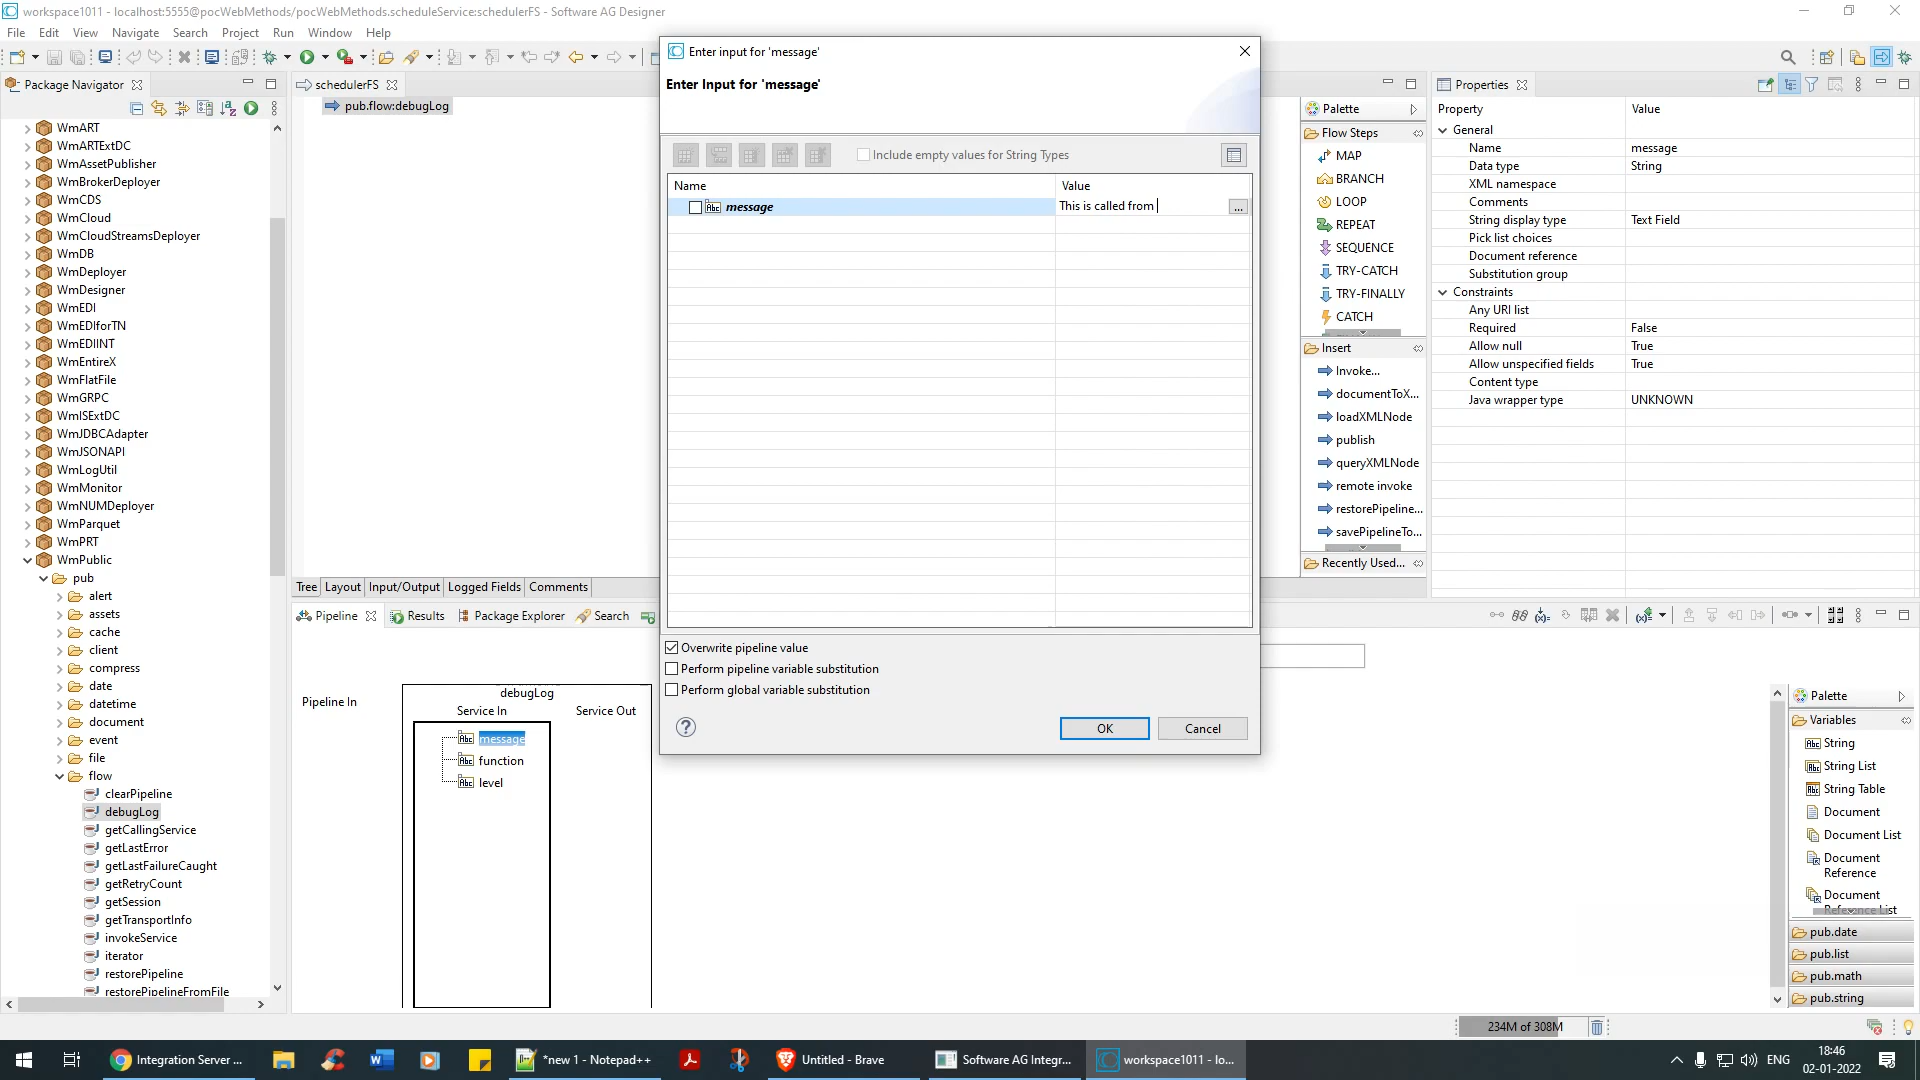 workspace1011 - localhost:5555@pocWebMethods/pocWebMethods.scheduleService:schedulerFS - Software AG Designer
File Edit View Navigate Search Project Run Window Help
Package Navigator
WmART
WmARTExtDC
WmAssetPublisher
WmBrokerDeployer
WmCDS
WmCloud
WmCloudStreamsDeployer
WmDB
WmDeployer
WmDesigner
WmEDI
WmEDIforTN
WmEDIINT
WmEntireX
WmFlatFile
WmGRPC
WmISExtDC
WmJDBCAdapter
WmJSONAPI
WmLogUtil
WmMonitor
WmNUMDeployer
WmParquet
WmPRT
WmPublic
pub
alert
assets
cache
client
compress
date
datetime
document
event
file
flow
clearPipeline
debugLog
getCallingService
getLastError
getLastFailureCaught
getRetryCount
getSession
getTransportInfo
invokeService
iterator
restorePipeline
restorePipelineFromFile
schedulerFS
pub.flow:debugLog
Tree Layout Input/Output Logged Fields Comments
Pipeline Results Package Explorer Search
Pipeline In
debugLog
Service In Service Out
message
function
level
Enter input for 'message'
Enter Input for 'message'
Include empty values for String Types
Name Value
message This is called from
...
Overwrite pipeline value
Perform pipeline variable substitution
Perform global variable substitution
OK Cancel
Palette
Flow Steps
MAP
BRANCH
LOOP
REPEAT
SEQUENCE
TRY-CATCH
TRY-FINALLY
CATCH
Insert
Invoke...
documentToX...
loadXMLNode
publish
queryXMLNode
remote invoke
restorePipeline...
savePipelineTo...
Recently Used...
Properties
Property Value
General
Name message
Data type String
XML namespace
Comments
String display type Text Field
Pick list choices
Document reference
Substitution group
Constraints
Any URI list
Required False
Allow null True
Allow unspecified fields True
Content type
Java wrapper type UNKNOWN
Palette
Variables
String
String List
String Table
Document
Document List
Document
Reference
Document
Reference List
pub.date
pub.list
pub.math
pub.string
234M of 308M
Integration Server ...
*new 1 - Notepad++
Untitled - Brave
Software AG Integr...
workspace1011 - lo...
ENG
18:46
02-01-2022